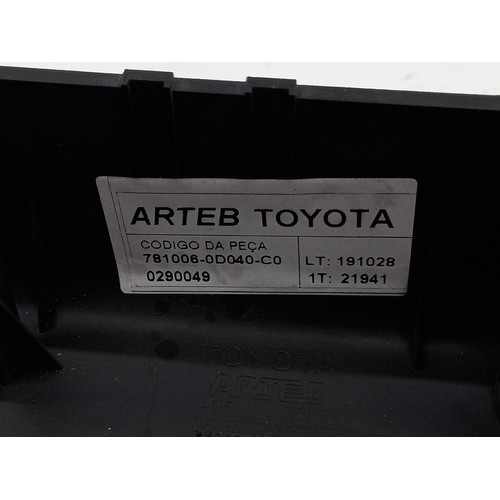 ARTEB TOYOTA
CODIGO DA PEÇA
781006-0D040-C0
0290049
LT: 191028
1T: 21941
TOYOTA
ARTEB